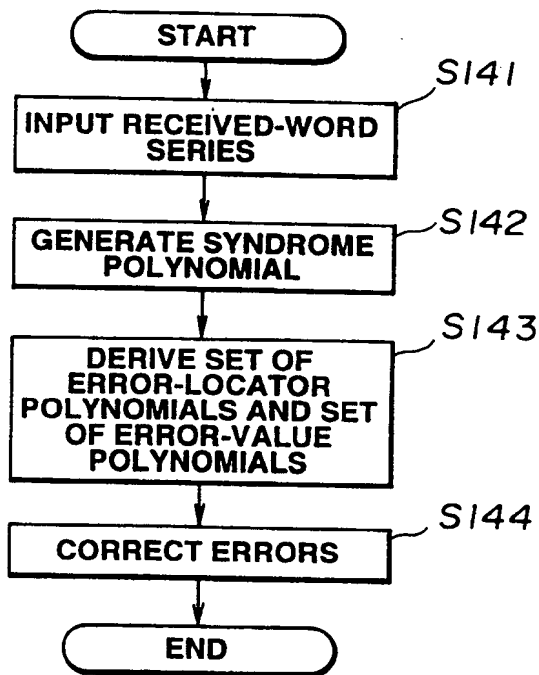 START
S141
INPUT RECEIVED-WORD
SERIES
S142
GENERATE SYNDROME
POLYNOMIAL
S143
DERIVE SET OF
ERROR-LOCATOR
POLYNOMIALS AND SET
OF ERROR-VALUE
POLYNOMIALS
S144
CORRECT ERRORS
END